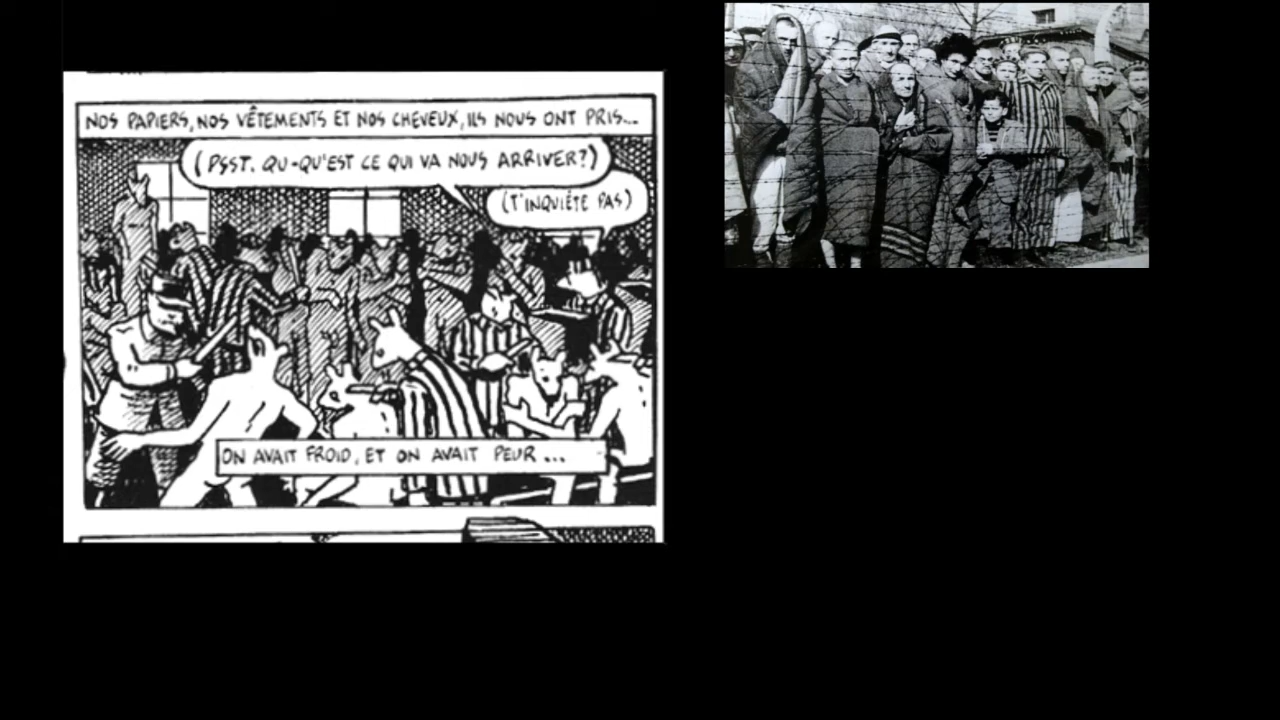 NOS PAPIERS, NOS VÊTEMENTS ET NOS CHEVEUX, ILS NOUS ONT PRIS...
(PSST. QU-QU'EST CE QUI VA NOUS ARRIVER?)
(T'INQUIÈTE PAS)
ON AVAIT FROID, ET ON AVAIT PEUR...